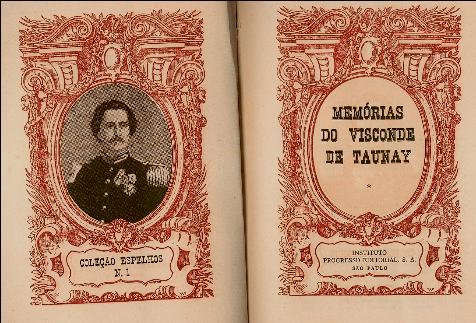 COLEÇÃO ESPELHOS
N. 1
MEMÓRIAS
DO VISCONDE
DE TAUNAY
*
INSTITUTO
PROGRESSO EDITORIAL, S. A.
SÃO PAULO